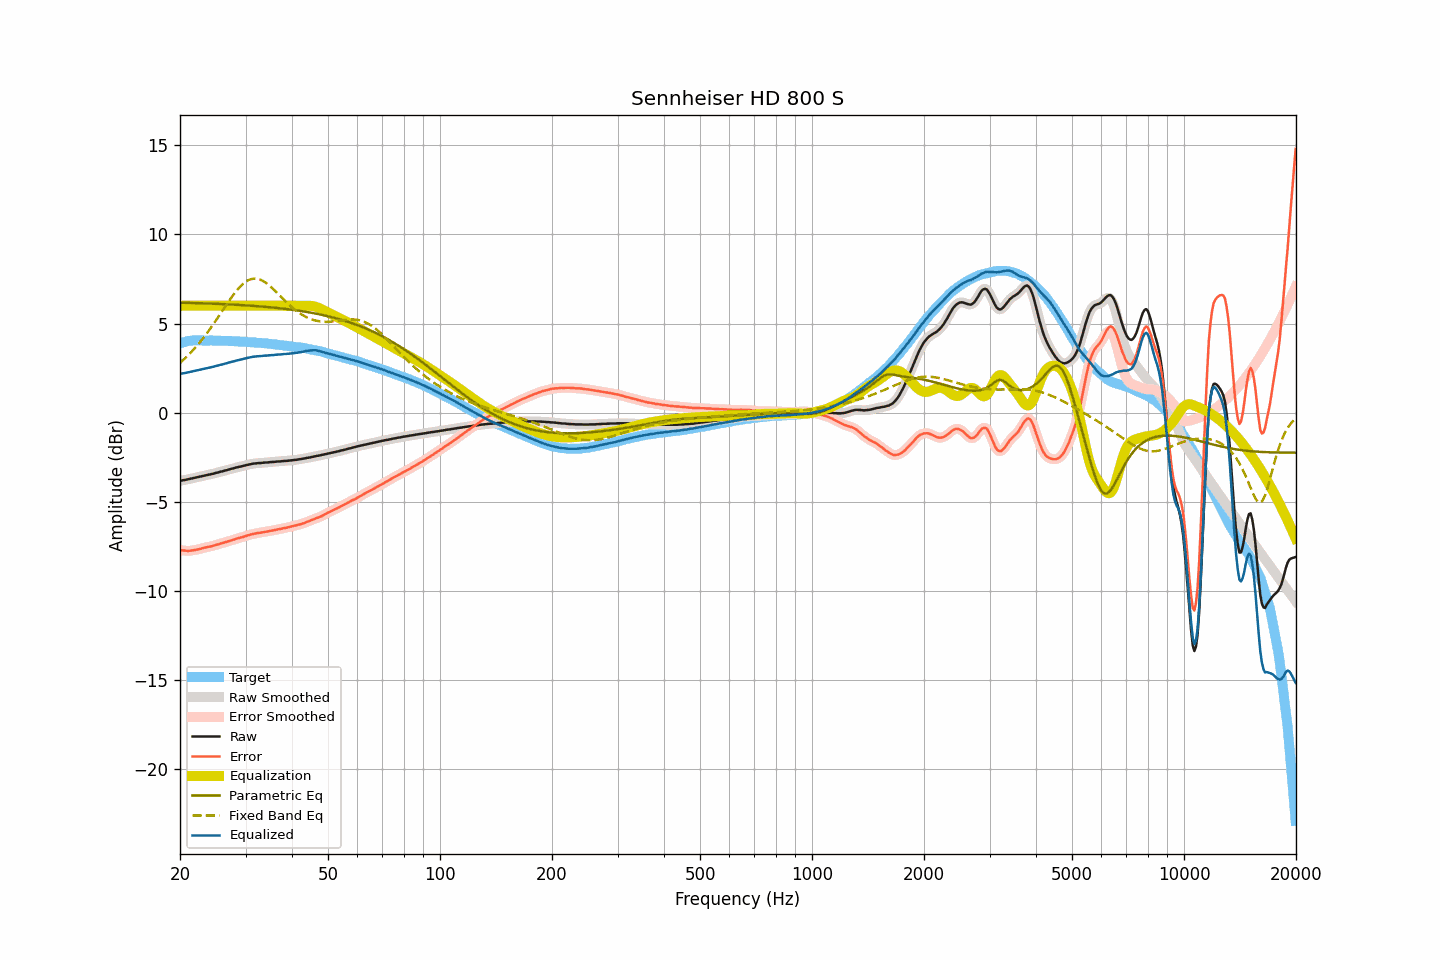 Sennheiser HD 800 S
15
10
5
0
−5
−10
−15
−20
Amplitude (dBr)
Target
Raw Smoothed
Error Smoothed
Raw
Error
Equalization
Parametric Eq
Fixed Band Eq
Equalized
20 50 100 200 500 1000 2000 5000 10000 20000
Frequency (Hz)